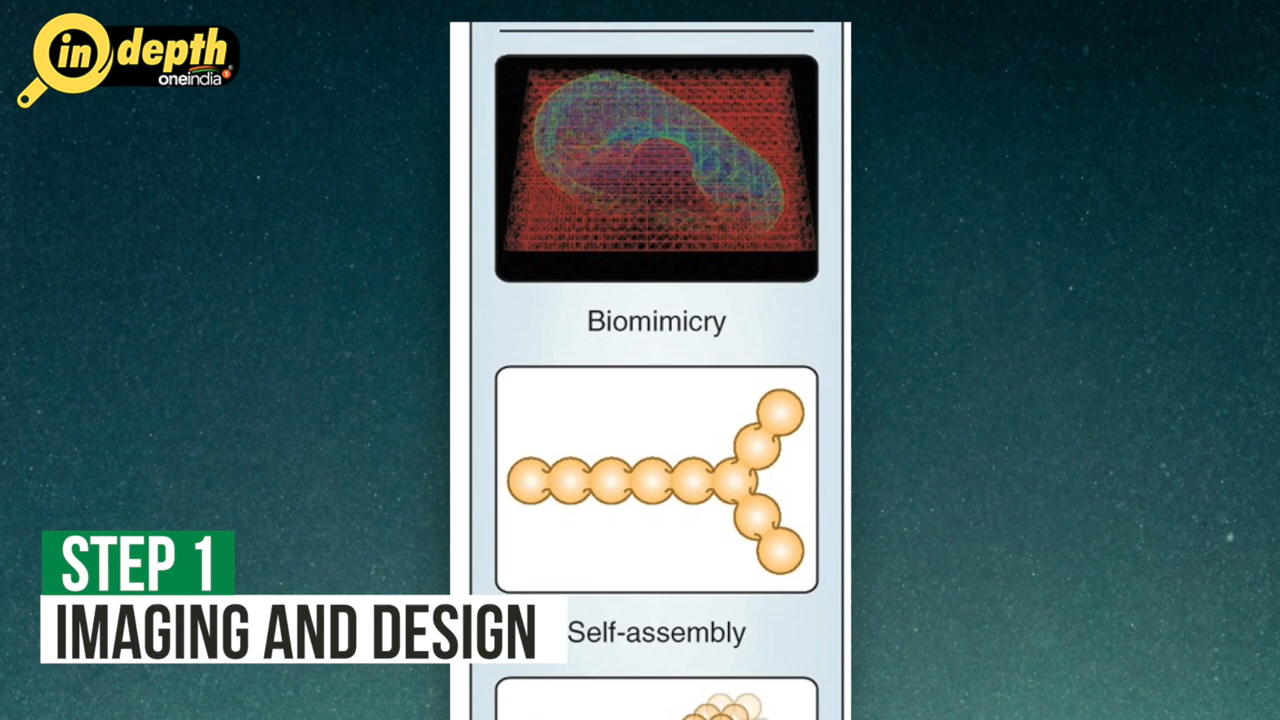 in depth
oneindia
Biomimicry
STEP 1
IMAGING AND DESIGN
Self-assembly